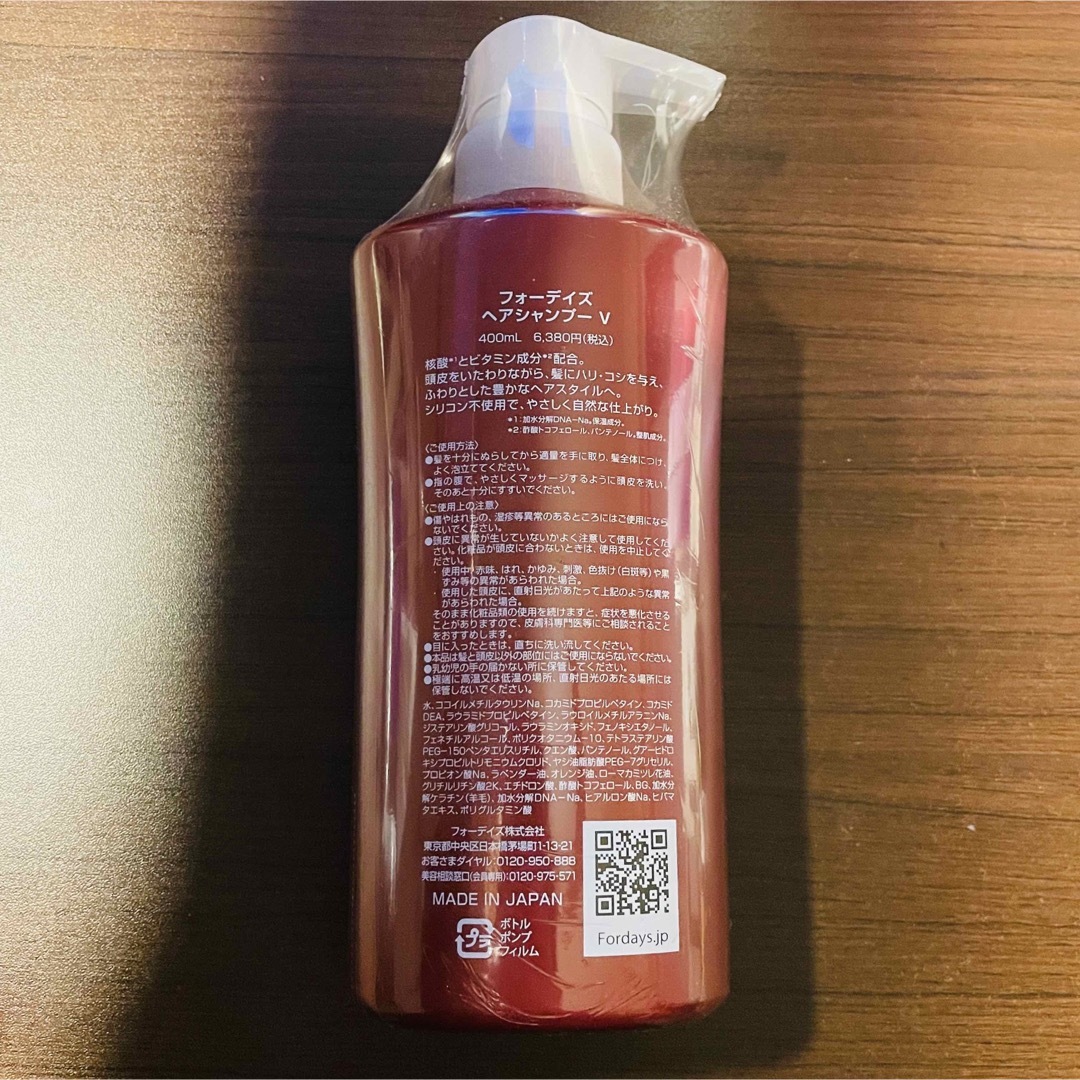 フォーデイズ
ヘアシャンプー V
400mL 6,380円(税込)
核酸*1とビタミン成分*2配合。
頭皮をいたわりながら、髪にハリ・コシを与え、
ふわりとした豊かなヘアスタイルへ。
シリコン不使用で、やさしく自然な仕上がり。
*1:加水分解DNA-Na。保湿成分。
*2:酢酸トコフェロール、パンテノール。整肌成分。
〈ご使用方法〉
●髪を十分にぬらしてから適量を手に取り、髪全体につけ、
よく泡立ててください。
●指の腹で、やさしくマッサージするように頭皮を洗い、
そのあと十分にすすいでください。
〈ご使用上の注意〉
●傷やはれもの、湿疹等異常のあるところにはご使用になら
ないでください。
●頭皮に異常が生じていないかよく注意して使用してくだ
さい。化粧品が頭皮に合わないときは、使用を中止してく
ださい。
・使用中、赤味、はれ、かゆみ、刺激、色抜け(白斑等)や黒
ずみ等の異常があらわれた場合。
・使用した頭皮に、直射日光があたって上記のような異常
があらわれた場合。
そのまま化粧品類の使用を続けますと、症状を悪化させる
ことがありますので、皮膚科専門医等にご相談されること
をおすすめします。
●目に入ったときは、直ちに洗い流してください。
●本品は髪と頭皮以外の部位にはご使用にならないでください。
●乳幼児の手の届かない所に保管してください。
●極端に高温又は低温の場所、直射日光のあたる場所には
保管しないでください。
水、ココイルメチルタウリンNa、コカミドプロピルベタイン、コカミド
DEA、ラウラミドプロピルベタイン、ラウロイルメチルアラニンNa、
ジステアリン酸グリコール、ラウラミンオキシド、フェノキシエタノール、
フェネチルアルコール、ポリクオタニウム-10、テトラステアリン酸
PEG-150ペンタエリスリチル、クエン酸、パンテノール、グアーヒドロ
キシプロピルトリモニウムクロリド、ヤシ油脂肪酸PEG-7グリセリル、
プロピオン酸Na、ラベンダー油、オレンジ油、ローマカミツレ花油、
グリチルリチン酸2K、エチドロン酸、酢酸トコフェロール、BG、加水分
解ケラチン(羊毛)、加水分解DNA-Na、ヒアルロン酸Na、ヒバマ
タエキス、ポリグルタミン酸
フォーデイズ株式会社
東京都中央区日本橋茅場町1-13-21
お客さまダイヤル:0120-950-888
美容相談窓口(会員専用):0120-975-571
MADE IN JAPAN
プラ
ボトル
ポンプ
フィルム
Fordays.jp